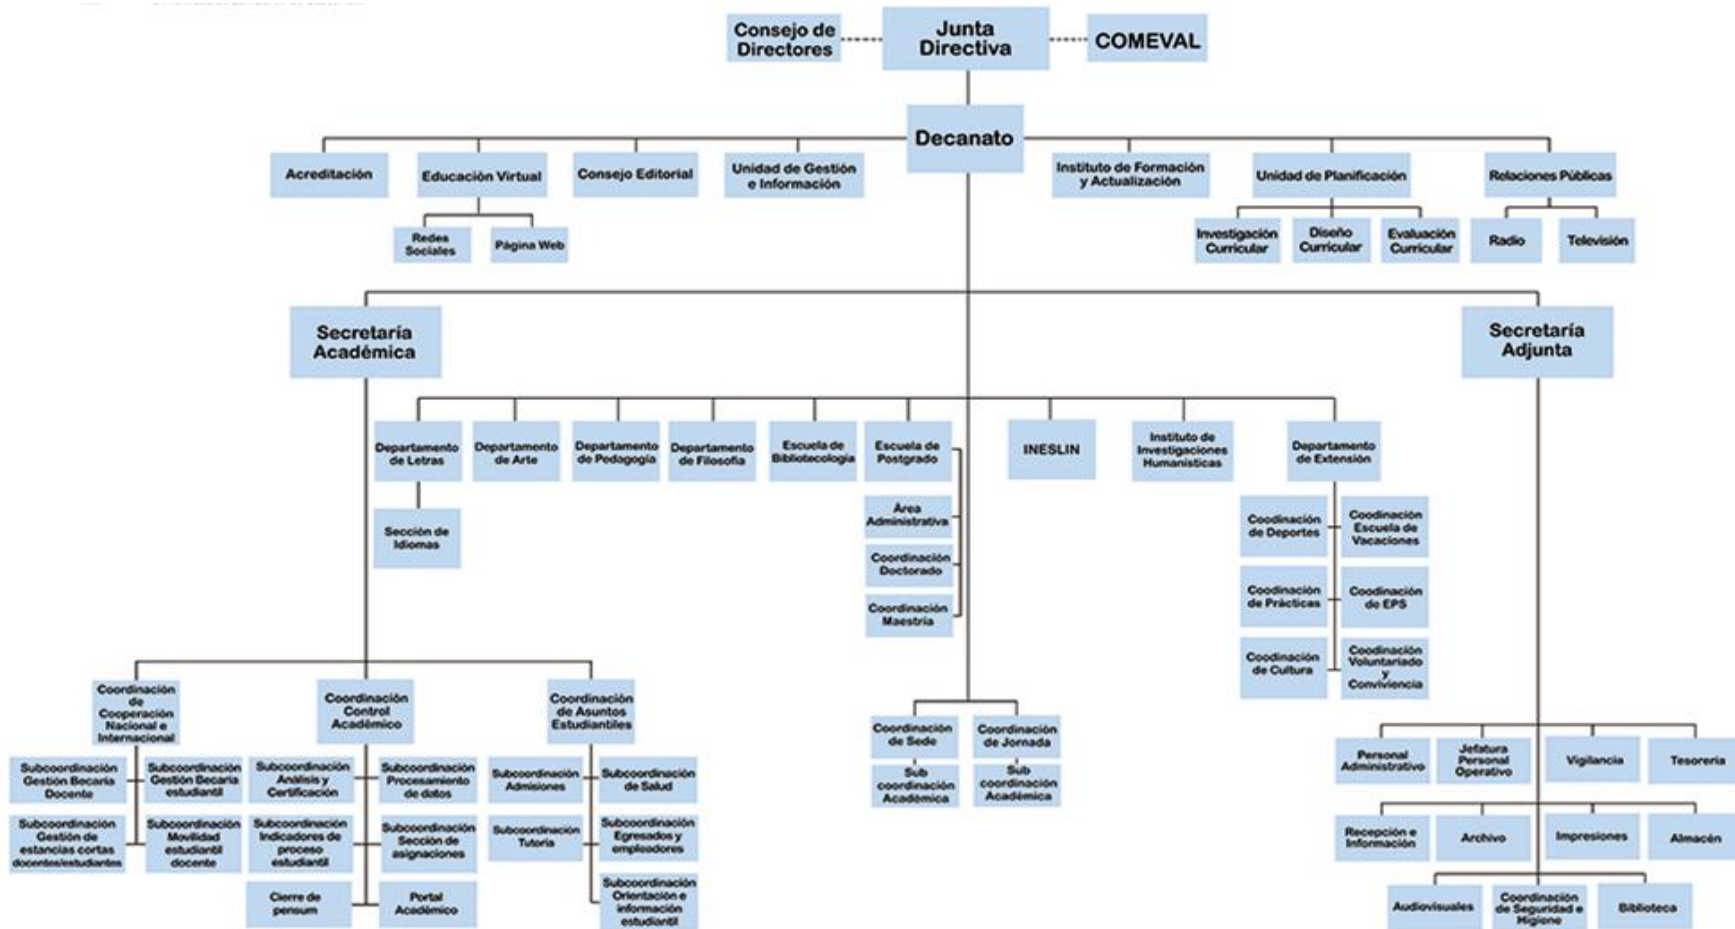 Consejo de
Directores
Junta
Directiva
COMEVAL
Decanato
Acreditación
Educación Virtual
Consejo Editorial
Unidad de Gestión
e Información
Instituto de Formación
y Actualización
Unidad de Planificación
Relaciones Públicas
Redes
Sociales
Página Web
Investigación
Curricular
Diseño
Curricular
Evaluación
Curricular
Radio
Televisión
Secretaría
Académica
Secretaría
Adjunta
Departamento
de Letras
Departamento
de Arte
Departamento
de Pedagogía
Departamento
de Filosofía
Escuela de
Bibliotecología
Escuela de
Postgrado
INESLIN
Instituto de
Investigaciones
Humanísticas
Departamento
de Extensión
Sección de
Idiomas
Área
Administrativa
Coordinación
Doctorado
Coordinación
Maestría
Coodinación
de Deportes
Coodinación
Escuela de
Vacaciones
Coodinación
de Prácticas
Coodinación
de EPS
Coodinación
de Cultura
Coodinación
Voluntariado
y
Conviviencia
Coordinación
de
Cooperación
Nacional e
Internacional
Coordinación
Control
Académico
Coordinación
de Asuntos
Estudiantiles
Subcoordinación
Gestión Becaria
Docente
Subcoordinación
Gestión Becaria
estudiantil
Subcoordinación
Análisis y
Certificación
Subcoordinación
Procesamiento
de datos
Subcoordinación
Admisiones
Subcoordinación
de Salud
Subcoordinación
Gestión de
estancias cortas
docentes/estudiantes
Subcoordinación
Movilidad
estudiantil
docente
Subcoordinación
Indicadores de
proceso
estudiantil
Subcoordinación
Sección de
asignaciones
Subcoordinación
Tutoría
Subcoordinación
Egresados y
empleadores
Cierre de
pensum
Portal
Académico
Subcoordinación
Orientación e
información
estudiantil
Coordinación
de Sede
Coordinación
de Jornada
Sub
coordinación
Académica
Sub
coordinación
Académica
Personal
Administrativo
Jefatura
Personal
Operativo
Vigilancia
Tesorería
Recepción e
Información
Archivo
Impresiones
Almacén
Audiovisuales
Coordinación
de Seguridad e
Higiene
Biblioteca